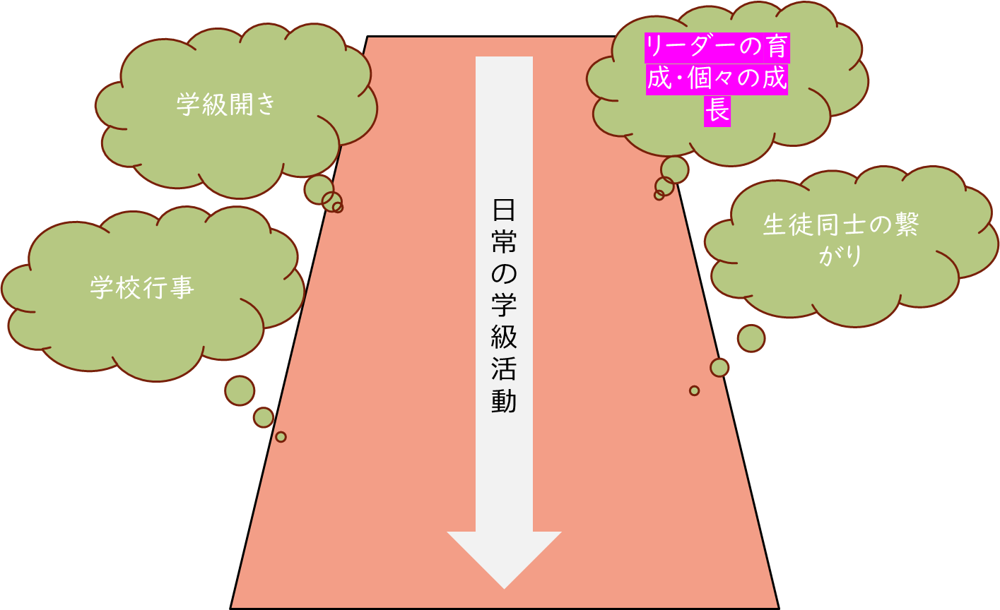 学級開き
リーダーの育
成・個々の成
長
学校行事
生徒同士の繋
がり
日常の学級活動